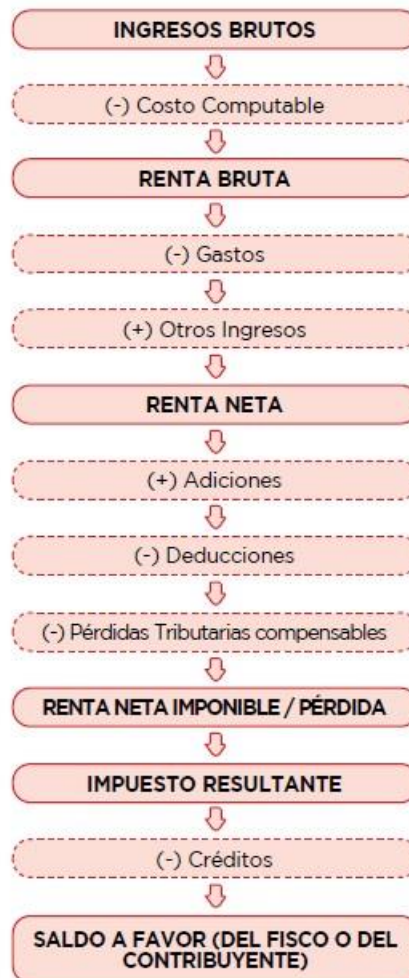 INGRESOS BRUTOS
(-) Costo Computable
RENTA BRUTA
(-) Gastos
(+) Otros Ingresos
RENTA NETA
(+) Adiciones
(-) Deducciones
(-) Pérdidas Tributarias compensables
RENTA NETA IMPONIBLE / PÉRDIDA
IMPUESTO RESULTANTE
(-) Créditos
SALDO A FAVOR (DEL FISCO O DEL
CONTRIBUYENTE)